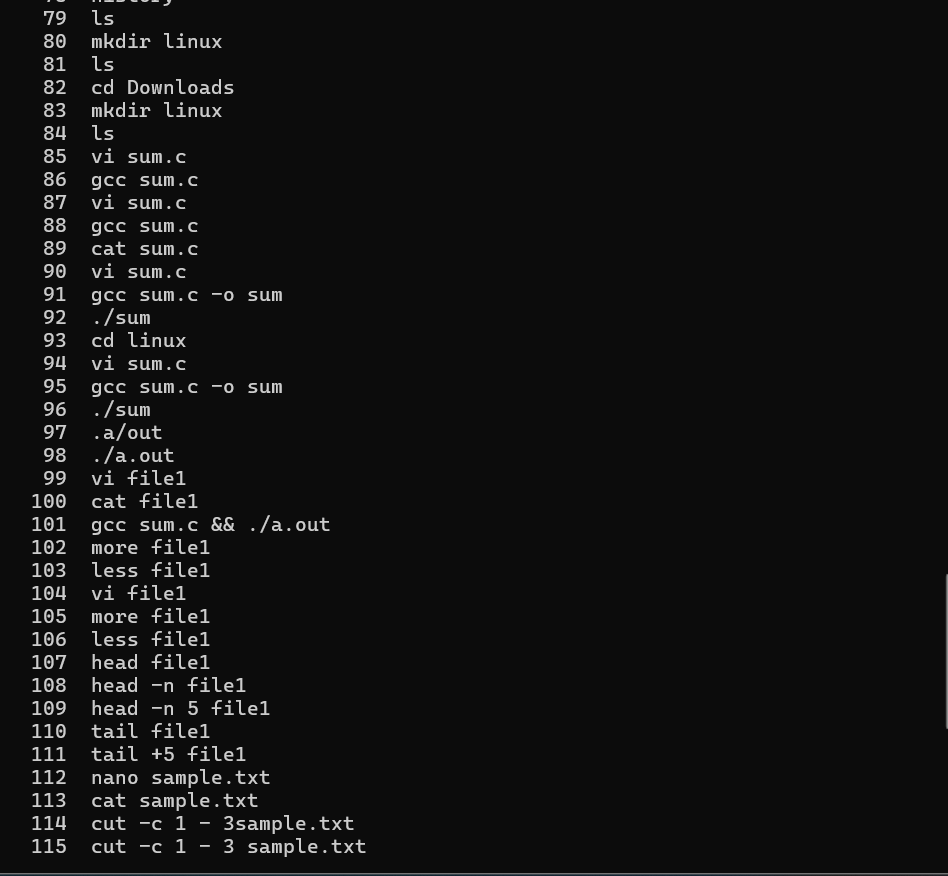 79 ls
80 mkdir linux
81 ls
82 cd Downloads
83 mkdir linux
84 ls
85 vi sum.c
86 gcc sum.c
87 vi sum.c
88 gcc sum.c
89 cat sum.c
90 vi sum.c
91 gcc sum.c -o sum
92 ./sum
93 cd linux
94 vi sum.c
95 gcc sum.c -o sum
96 ./sum
97 .a/out
98 ./a.out
99 vi file1
100 cat file1
101 gcc sum.c && ./a.out
102 more file1
103 less file1
104 vi file1
105 more file1
106 less file1
107 head file1
108 head -n file1
109 head -n 5 file1
110 tail file1
111 tail +5 file1
112 nano sample.txt
113 cat sample.txt
114 cut -c 1 - 3sample.txt
115 cut -c 1 - 3 sample.txt